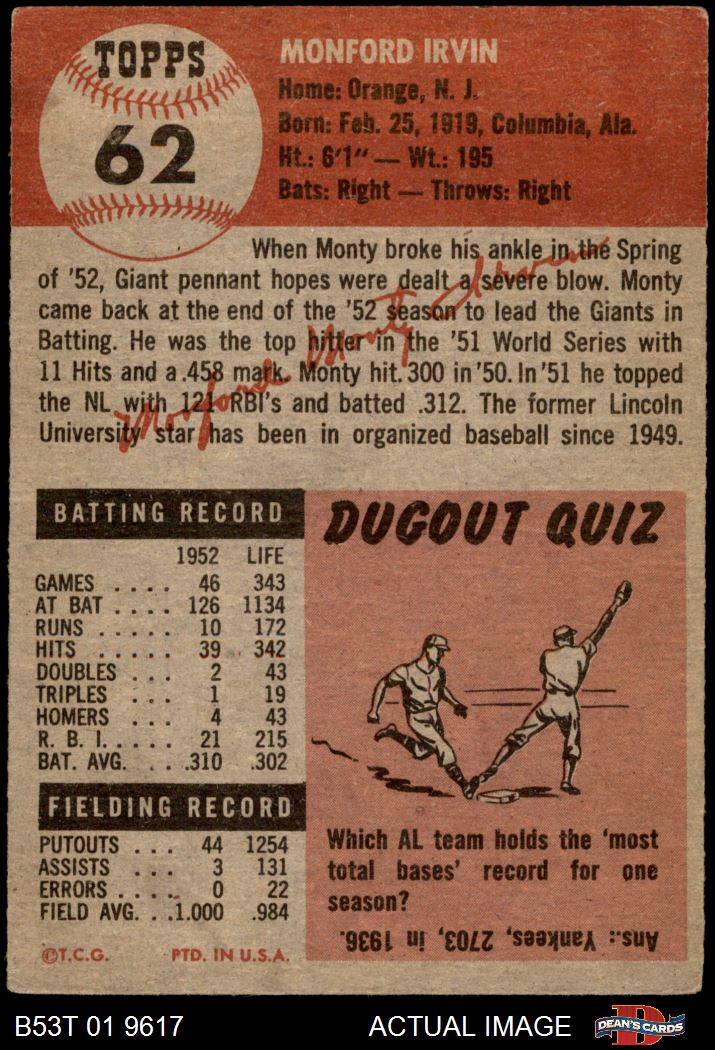 TOPPS
62
MONFORD IRVIN
Home: Orange, N. J.
Born: Feb. 25, 1919, Columbia, Ala.
Ht.: 6'1" — Wt.: 195
Bats: Right — Throws: Right
When Monty broke his ankle in the Spring
of '52, Giant pennant hopes were dealt a severe blow. Monty
came back at the end of the '52 season to lead the Giants in
Batting. He was the top hitter in the '51 World Series with
11 Hits and a .458 mark. Monty hit .300 in '50. In '51 he topped
the NL with 121 RBI's and batted .312. The former Lincoln
University star has been in organized baseball since 1949.
Monford Monty Irvin
BATTING RECORD
1952 LIFE
GAMES .... 46 343
AT BAT .... 126 1134
RUNS .... 10 172
HITS ..... 39 342
DOUBLES ... 2 43
TRIPLES ... 1 19
HOMERS ... 4 43
R. B. I. .... 21 215
BAT. AVG. ... .310 .302
FIELDING RECORD
PUTOUTS ... 44 1254
ASSISTS ... 3 131
ERRORS .... 0 22
FIELD AVG. . .1.000 .984
©T.C.G. PTD. IN U.S.A.
DUGOUT QUIZ
Which AL team holds the 'most
total bases' record for one
season?
Ans.: Yankees, 2703, in 1936.
B53T 01 9617 ACTUAL IMAGE
D
DEAN'S CARDS